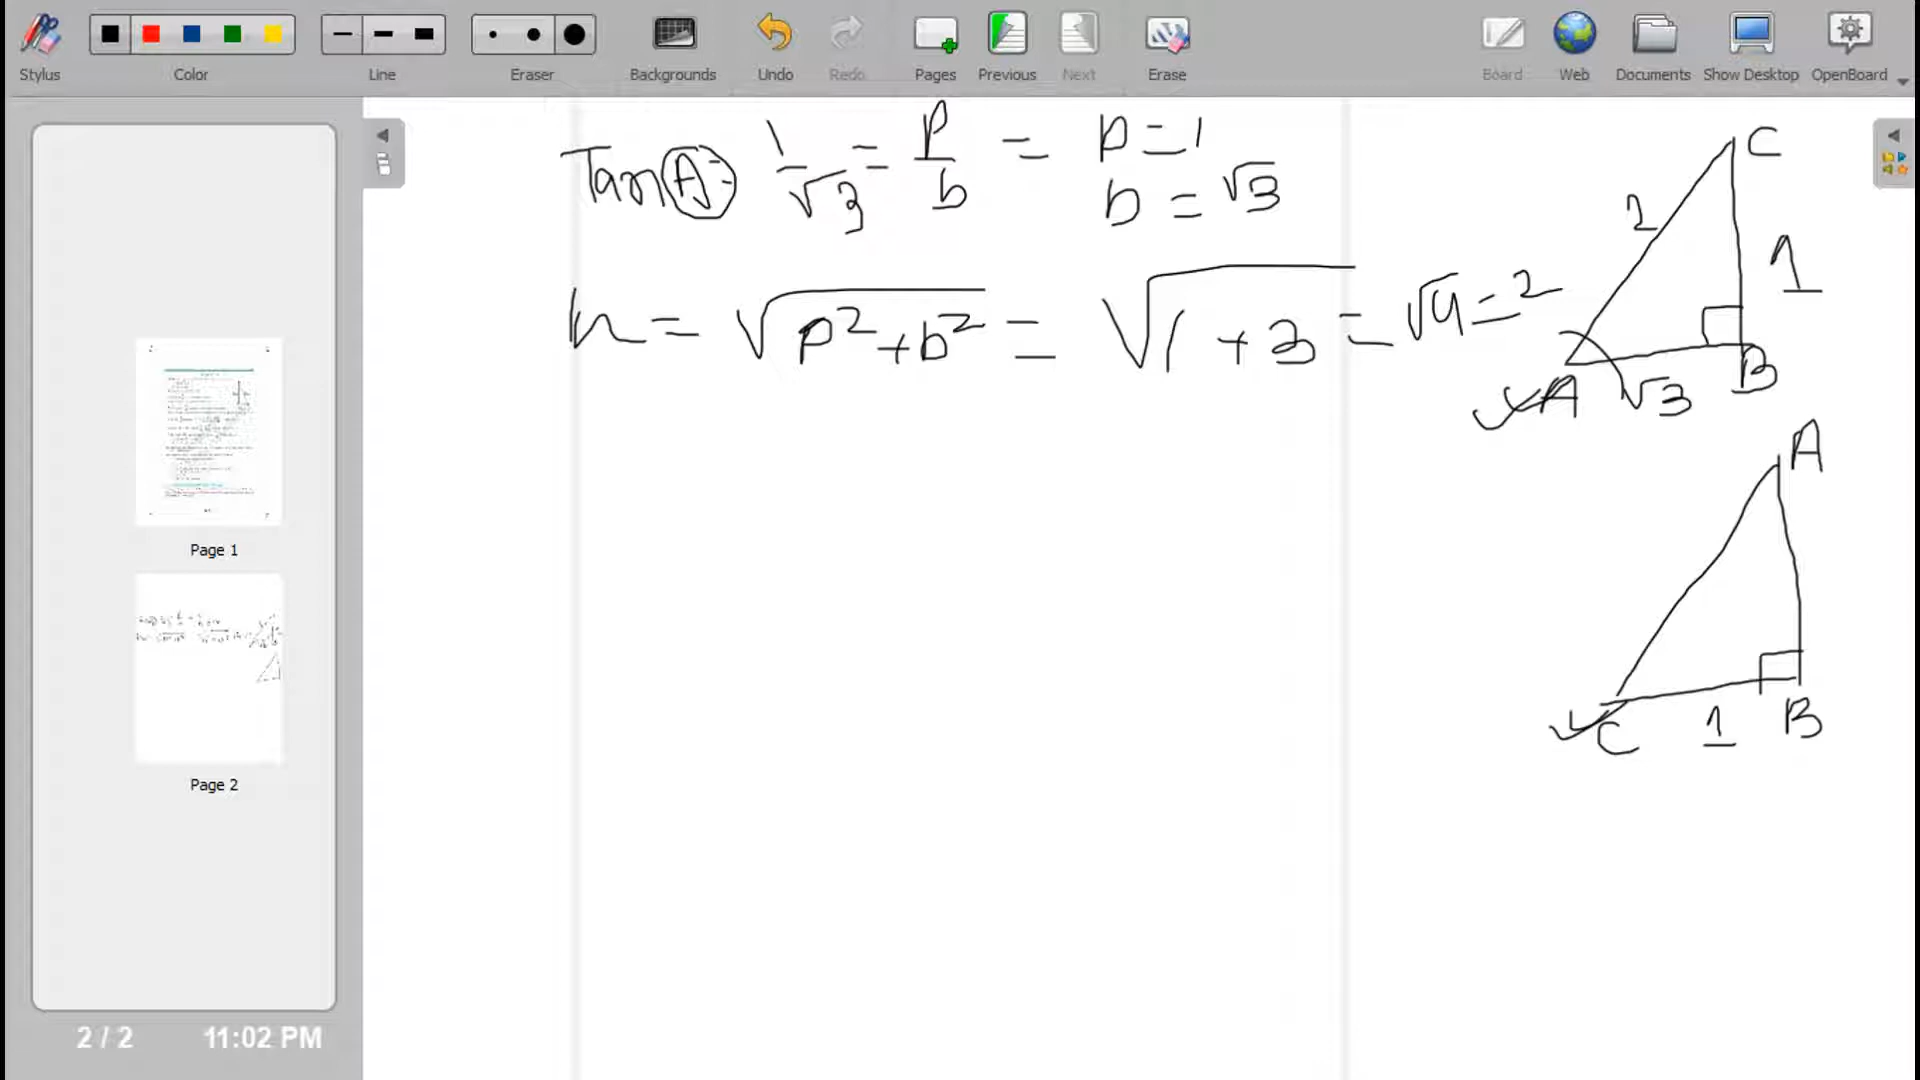 Stylus
Color
Line
Eraser
Backgrounds
Undo
Redo
Pages
Previous
Next
Erase
Board
Web
Documents
Show Desktop
OpenBoard
Tan A = 1/√3 = p/b = p = 1
b = √3
h = √(p² + b²) = √(1 + 3) = √4 = 2
C
2
1
A √3 B
A
C 1 B
Page 1
Page 2
2 / 2 11:02 PM